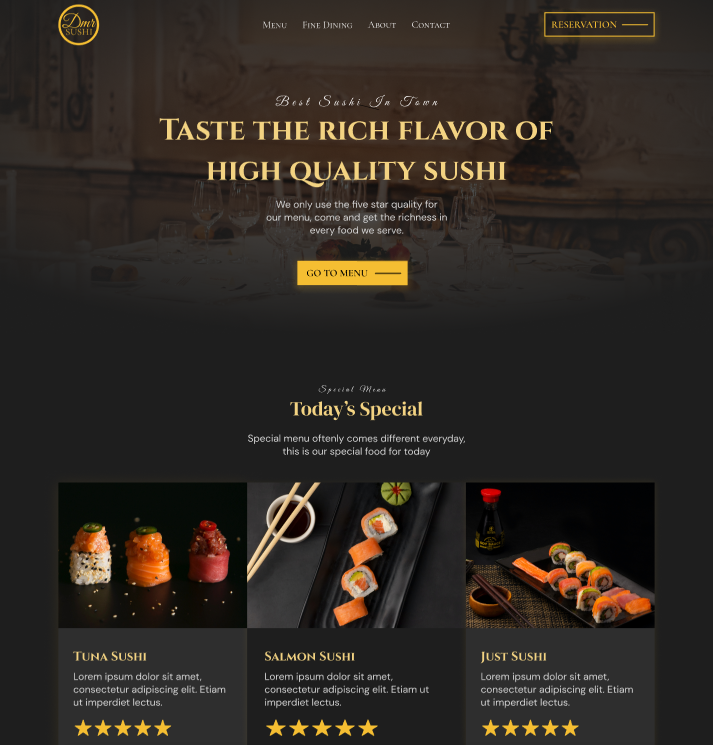 Dmr
SUSHI
Menu Fine Dining About Contact
RESERVATION
Best Sushi In Town
Taste the rich flavor of
high quality sushi
We only use the five star quality for
our menu, come and get the richness in
every food we serve.
GO TO MENU
Special Menu
Today's Special
Special menu oftenly comes different everyday,
this is our special food for today
Tuna Sushi
Lorem ipsum dolor sit amet,
consectetur adipiscing elit. Etiam
ut imperdiet lectus.
Salmon Sushi
Lorem ipsum dolor sit amet,
consectetur adipiscing elit. Etiam ut
imperdiet lectus.
Just Sushi
Lorem ipsum dolor sit amet,
consectetur adipiscing elit. Etiam
ut imperdiet lectus.